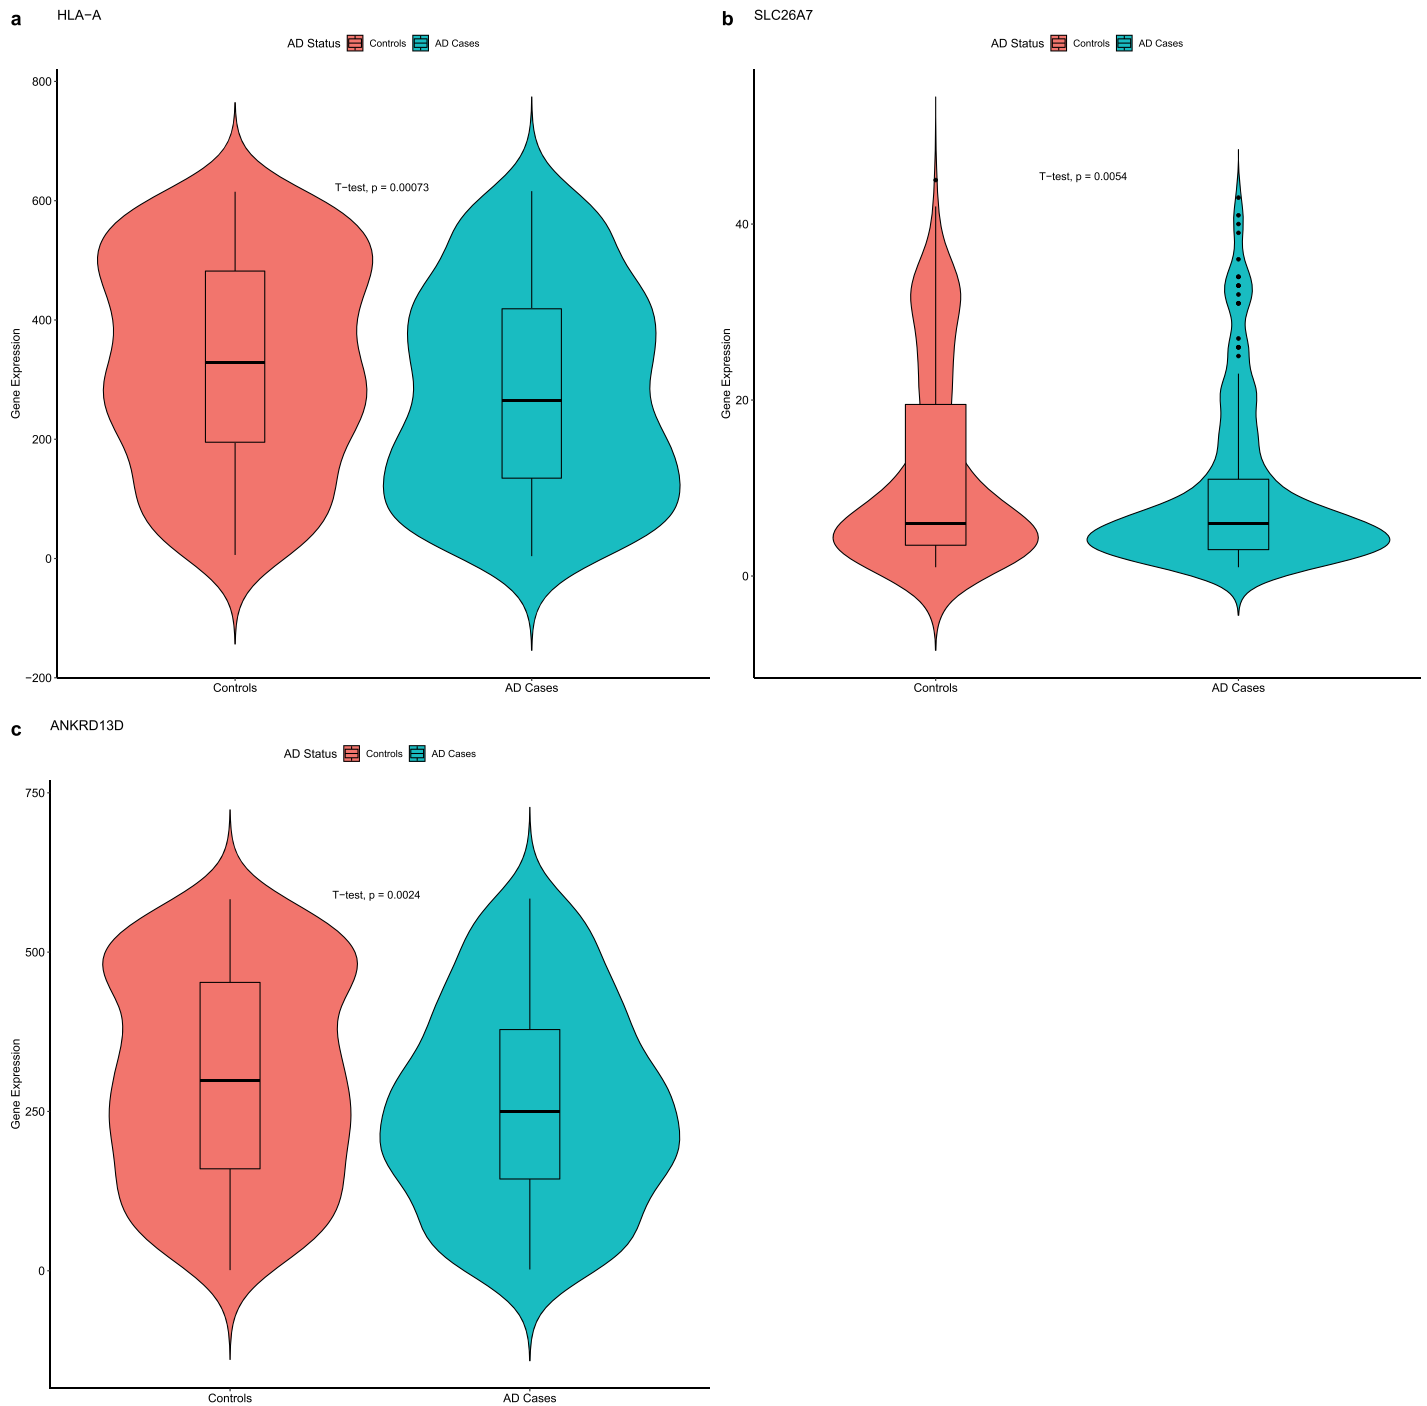 a HLA−A
AD Status Controls AD Cases
800
600
400
200
0
−200
Gene Expression
T−test, p = 0.00073
Controls AD Cases
b SLC26A7
AD Status Controls AD Cases
40
20
0
Gene Expression
T−test, p = 0.0054
Controls AD Cases
c ANKRD13D
AD Status Controls AD Cases
750
500
250
0
Gene Expression
T−test, p = 0.0024
Controls AD Cases